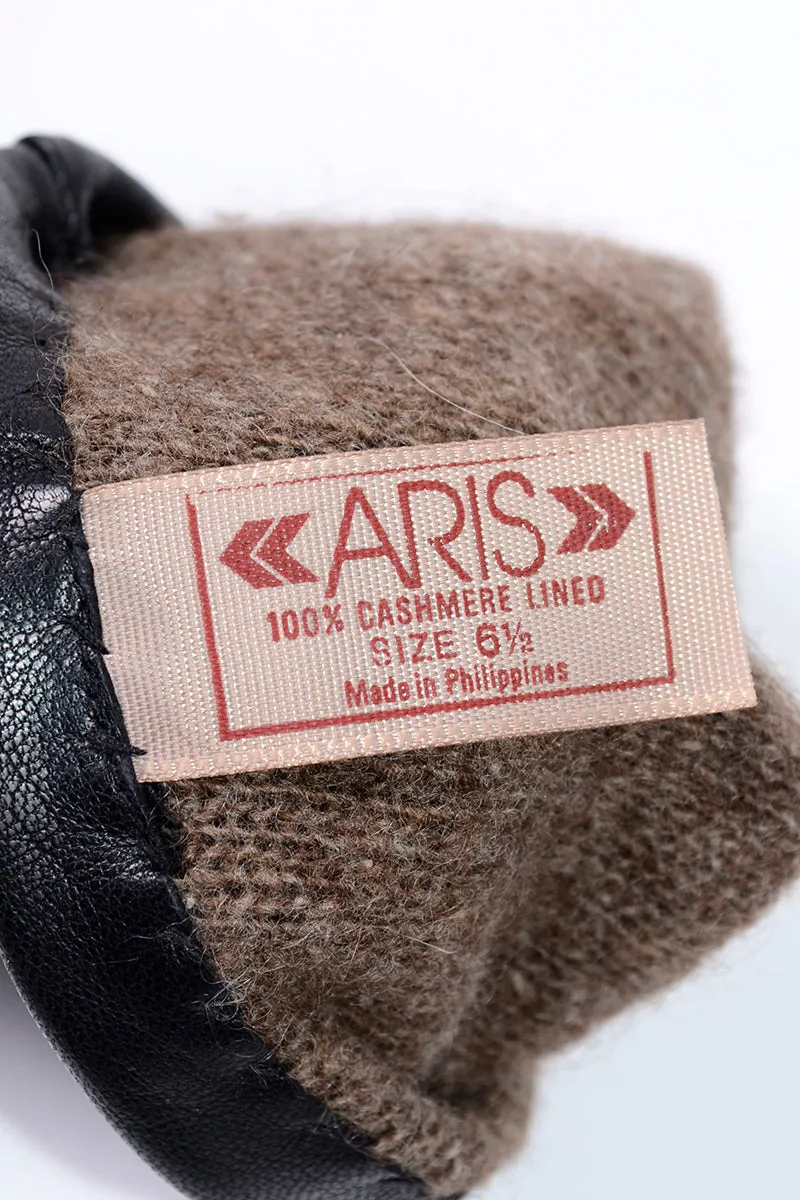 ARIS
100% CASHMERE LINED
SIZE 6½
Made in Philippines